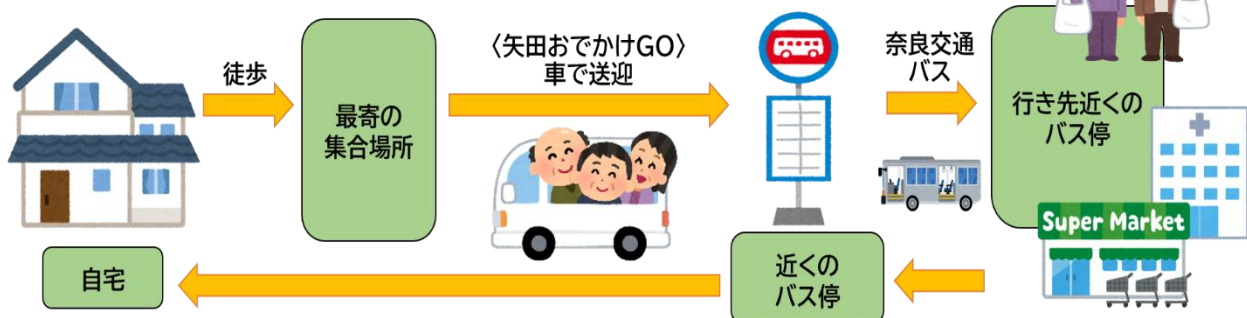 徒歩
最寄の
集合場所
〈矢田おでかけGO〉
車で送迎
奈良交通
バス
行き先近くの
バス停
Super Market
自宅
近くの
バス停